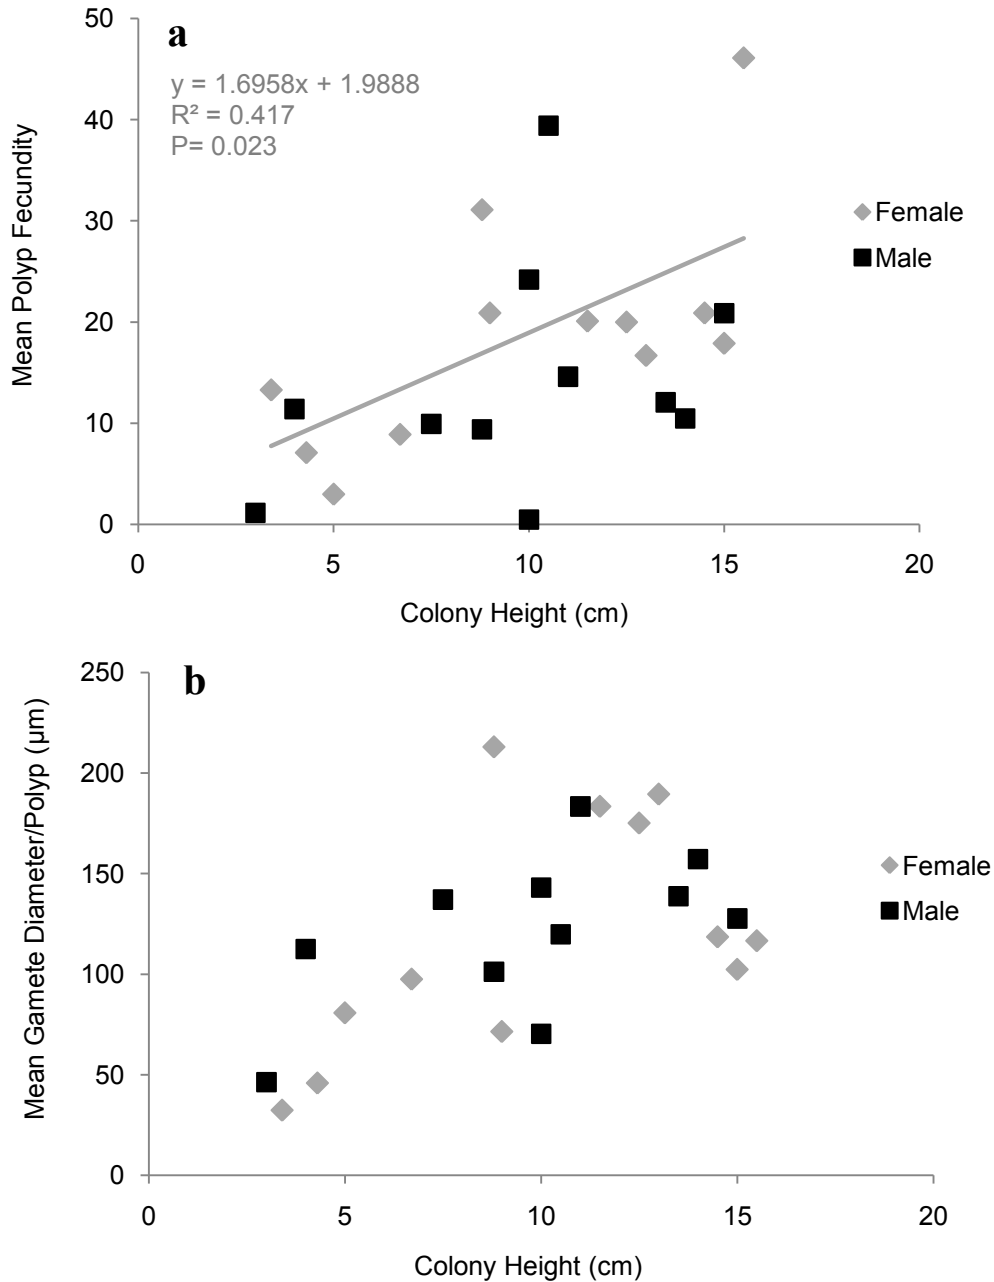 a
y = 1.6958x + 1.9888
R² = 0.417
P= 0.023
50
40
30
20
10
0
Mean Polyp Fecundity
0 5 10 15 20
Colony Height (cm)
Female
Male
b
250
200
150
100
50
0
Mean Gamete Diameter/Polyp (µm)
0 5 10 15 20
Colony Height (cm)
Female
Male